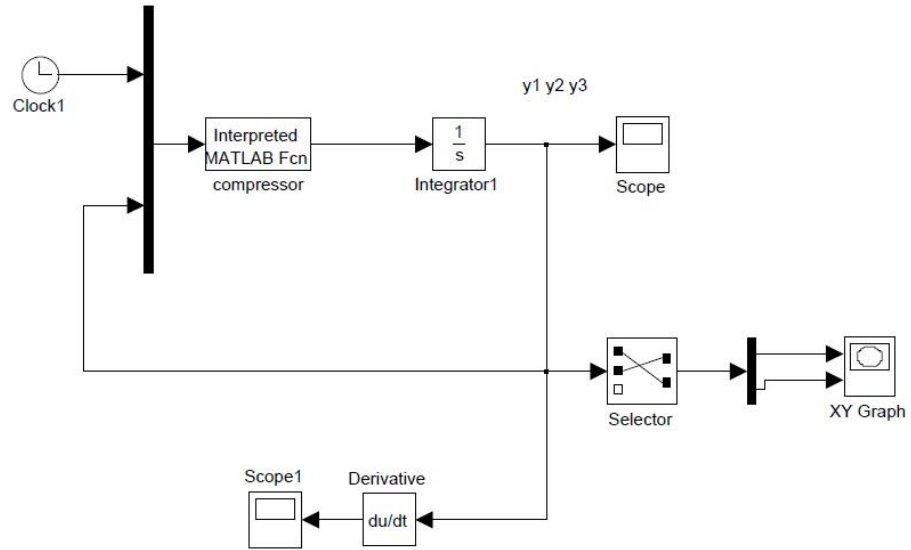 Clock1
Interpreted
MATLAB Fcn
compressor
1
s
Integrator1
y1 y2 y3
Scope
Selector
XY Graph
Scope1
Derivative
du/dt